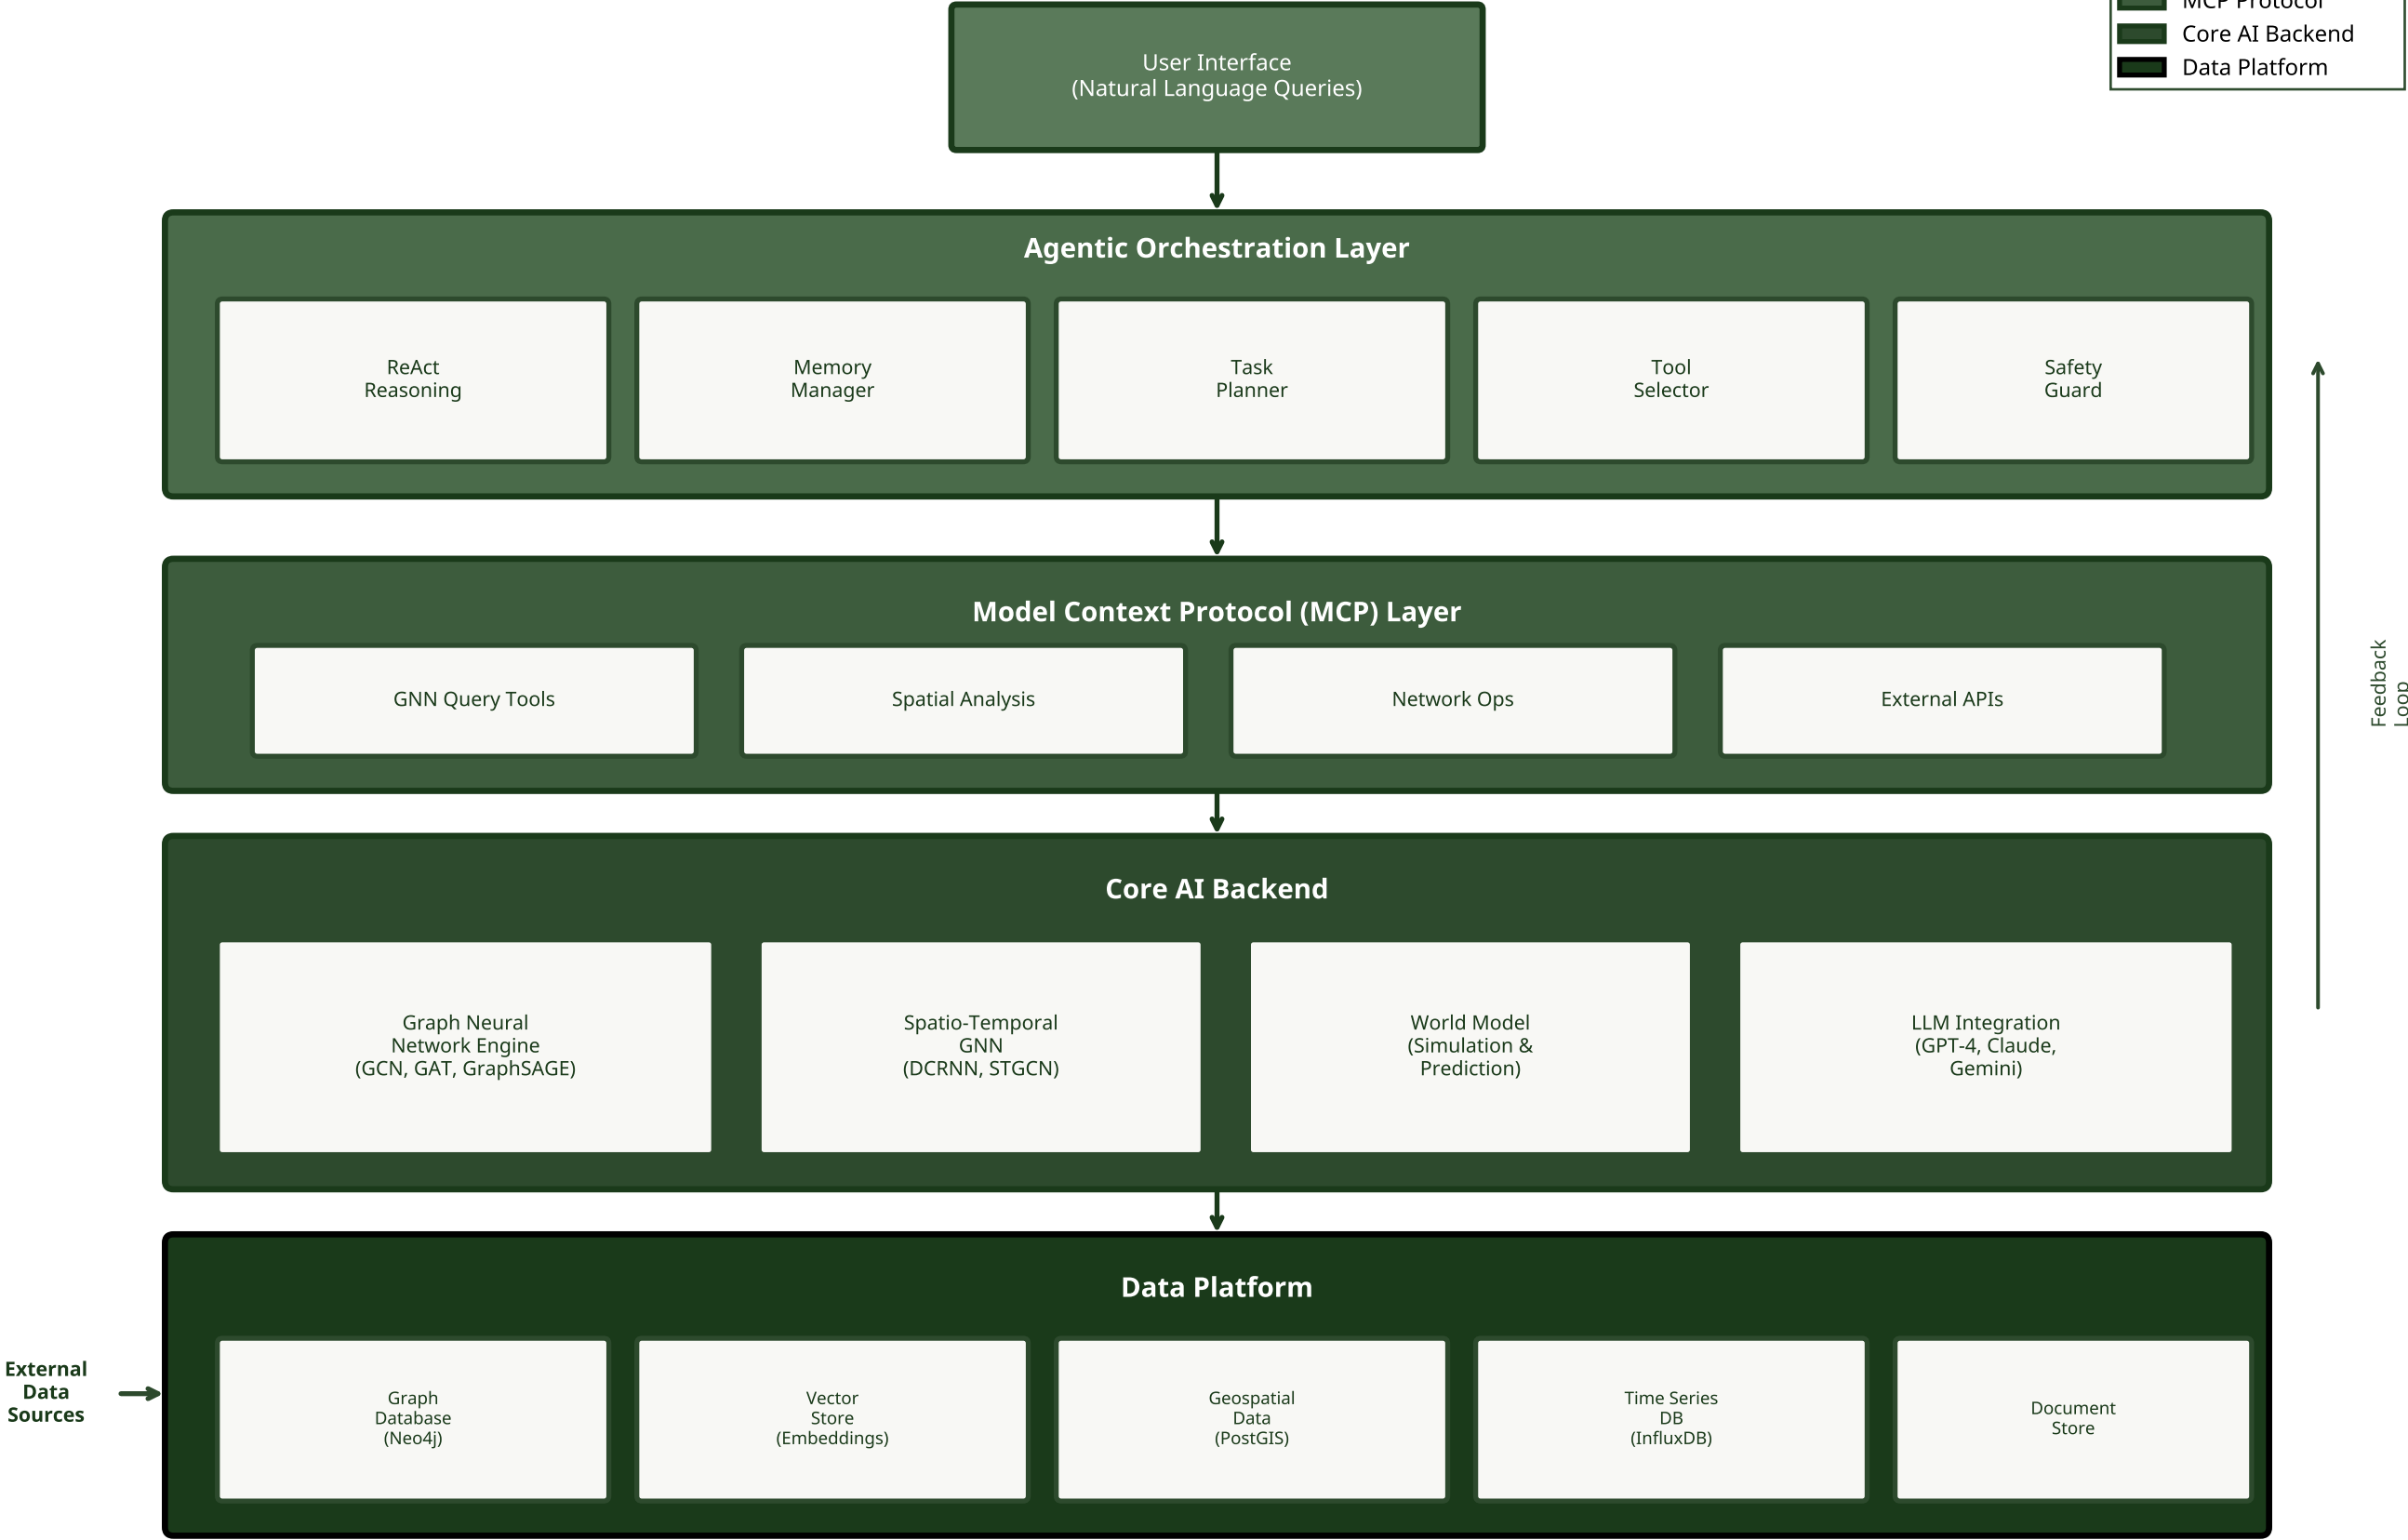 MCP Protocol
Core AI Backend
Data Platform
User Interface
(Natural Language Queries)
Agentic Orchestration Layer
ReAct
Reasoning
Memory
Manager
Task
Planner
Tool
Selector
Safety
Guard
Model Context Protocol (MCP) Layer
GNN Query Tools
Spatial Analysis
Network Ops
External APIs
Feedback
Loop
Core AI Backend
Graph Neural
Network Engine
(GCN, GAT, GraphSAGE)
Spatio-Temporal
GNN
(DCRNN, STGCN)
World Model
(Simulation &
Prediction)
LLM Integration
(GPT-4, Claude,
Gemini)
Data Platform
External
Data
Sources
Graph
Database
(Neo4j)
Vector
Store
(Embeddings)
Geospatial
Data
(PostGIS)
Time Series
DB
(InfluxDB)
Document
Store